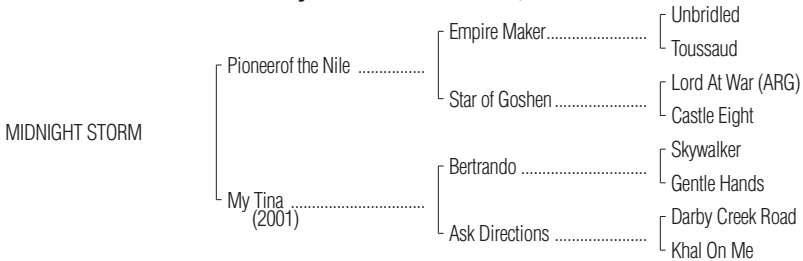 Unbridled
Empire Maker.........................
Toussaud
Pioneerof the Nile ................
Lord At War (ARG)
Star of Goshen.......................
Castle Eight
MIDNIGHT STORM
Skywalker
Bertrando ...............................
Gentle Hands
My Tina .................................
(2001)
Darby Creek Road
Ask Directions .......................
Khal On Me